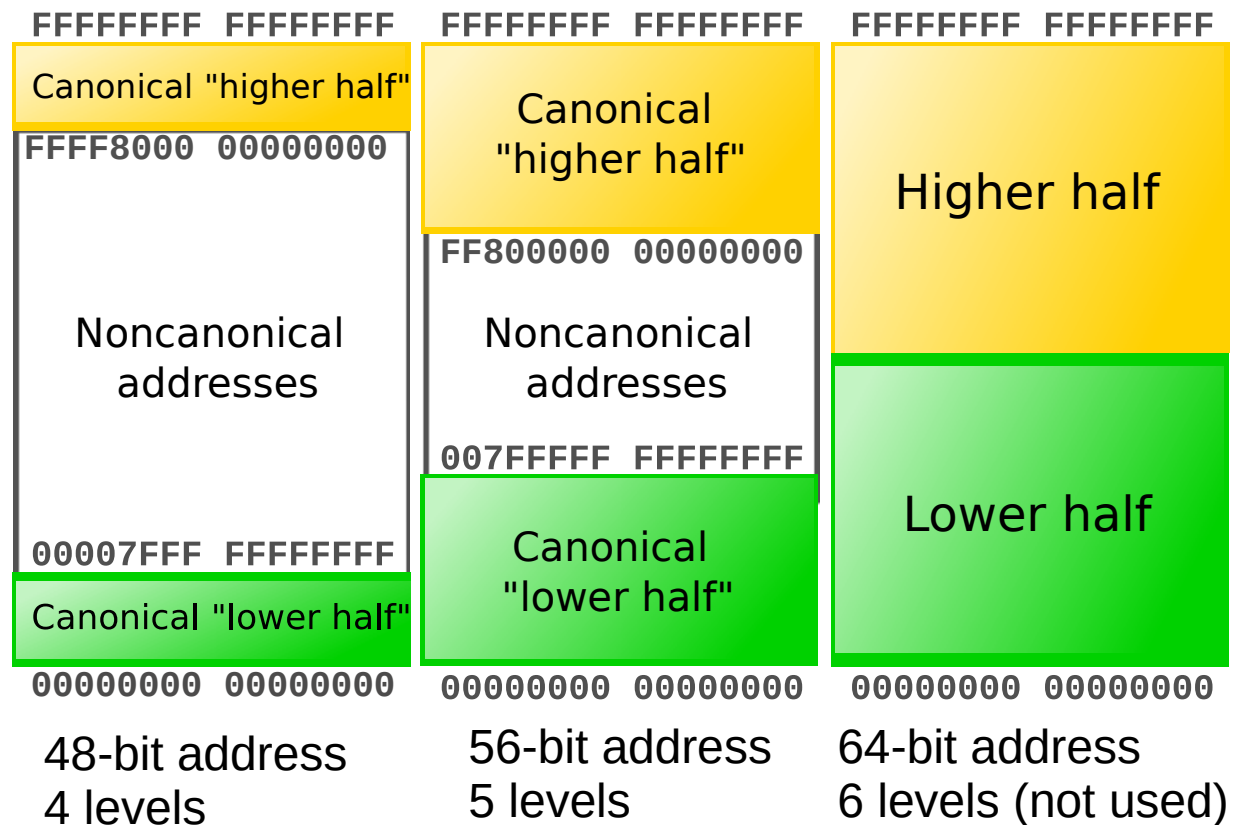 FFFFFFFF FFFFFFFF
Canonical "higher half"
FFFF8000 00000000
Noncanonical
addresses
00007FFF FFFFFFFF
Canonical "lower half"
00000000 00000000
48-bit address
4 levels
FFFFFFFF FFFFFFFF
Canonical
"higher half"
FF800000 00000000
Noncanonical
addresses
007FFFFF FFFFFFFF
Canonical
"lower half"
00000000 00000000
56-bit address
5 levels
FFFFFFFF FFFFFFFF
Higher half
Lower half
00000000 00000000
64-bit address
6 levels (not used)